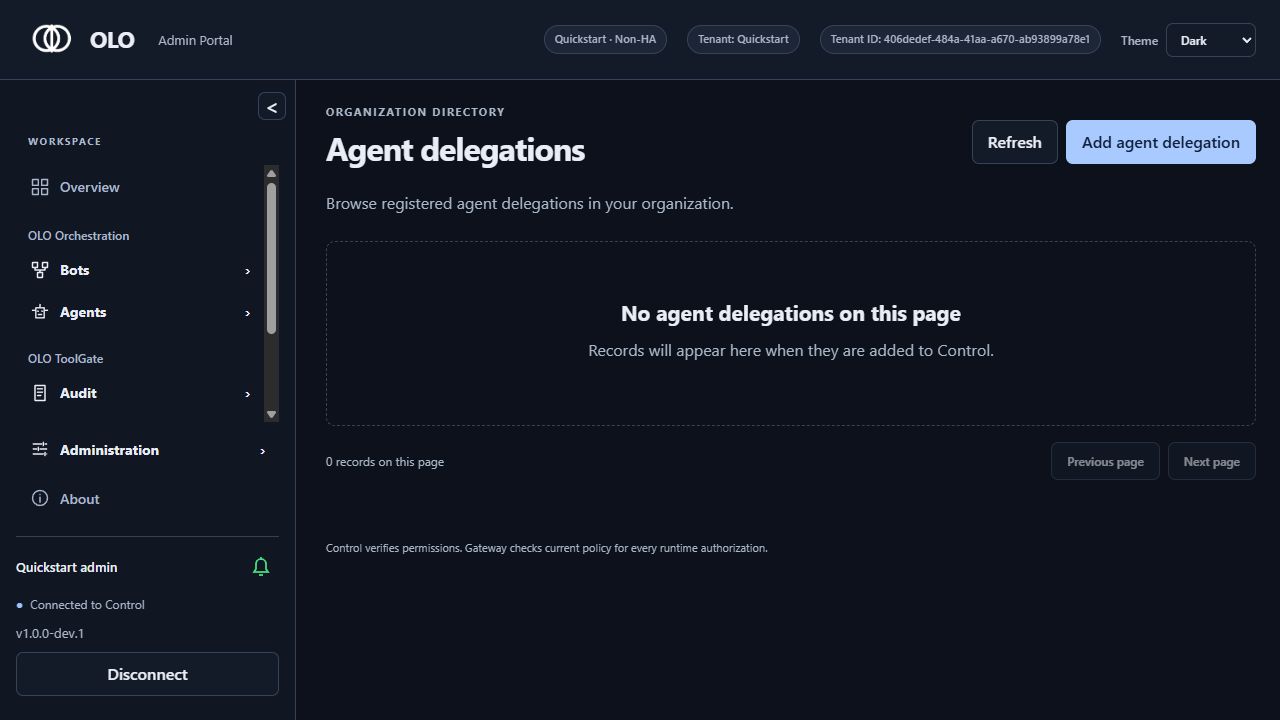 OLO Admin Portal
Quickstart · Non-HA
Tenant: Quickstart
Tenant ID: 406dedef-484a-41aa-a670-ab93899a78e1
Theme
Dark
<
WORKSPACE
Overview
OLO Orchestration
Bots ›
Agents ›
OLO ToolGate
Audit ›
Administration ›
About
Quickstart admin
Connected to Control
v1.0.0-dev.1
Disconnect
ORGANIZATION DIRECTORY
Agent delegations
Refresh
Add agent delegation
Browse registered agent delegations in your organization.
No agent delegations on this page
Records will appear here when they are added to Control.
0 records on this page
Previous page
Next page
Control verifies permissions. Gateway checks current policy for every runtime authorization.